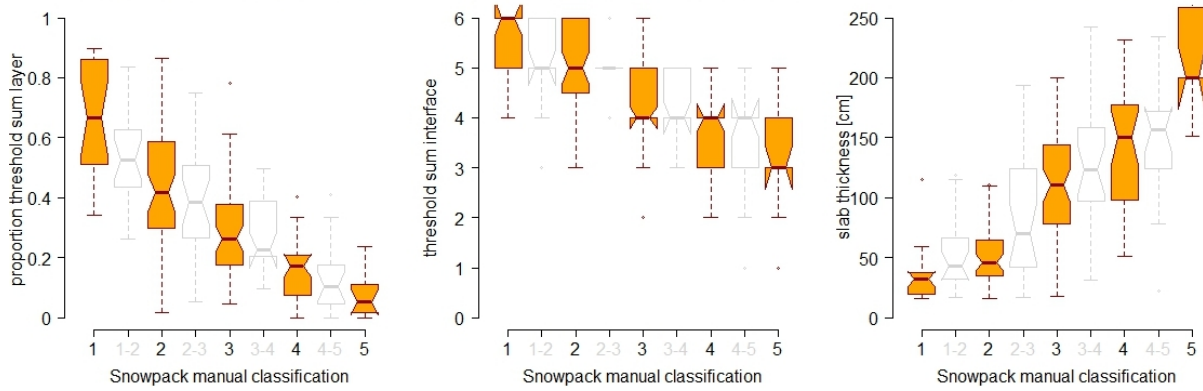 proportion threshold sum layer
1
0.8
0.6
0.4
0.2
0
1 1-2 2 2-3 3 3-4 4 4-5 5
Snowpack manual classification
threshold sum interface
6
5
4
3
2
1
0
1 1-2 2 2-3 3 3-4 4 4-5 5
Snowpack manual classification
slab thickness [cm]
250
200
150
100
50
0
1 1-2 2 2-3 3 3-4 4 4-5 5
Snowpack manual classification